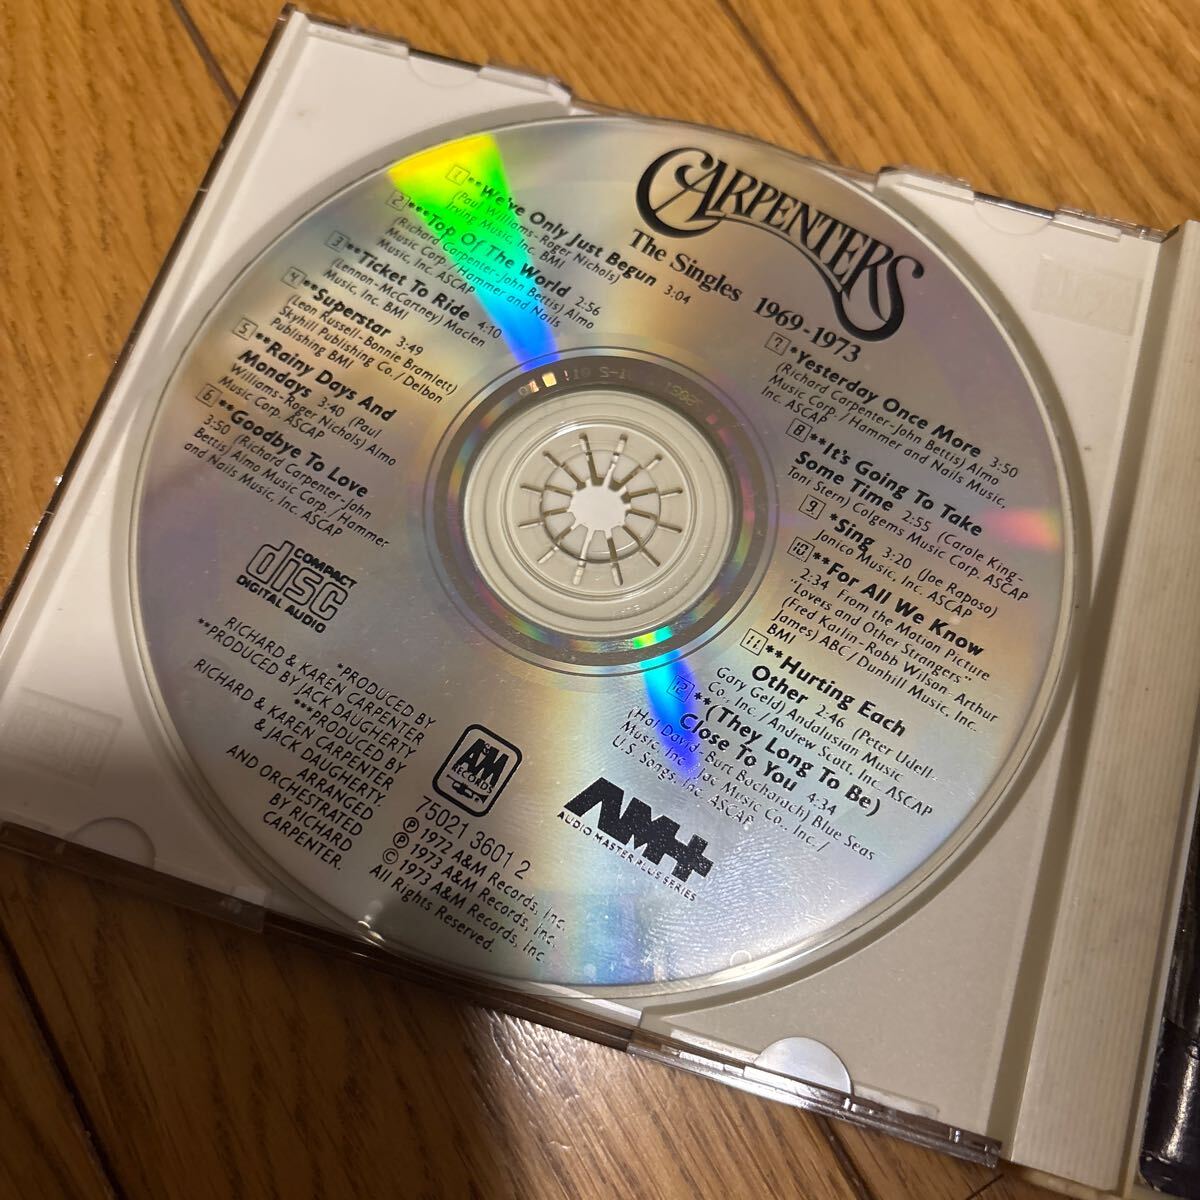 CARPENTERS
The Singles 1969-1973
1 **We've Only Just Begun 3:04
(Paul Williams-Roger Nichols)
Irving Music, Inc. BMI
2 ***Top Of The World 2:56
(Richard Carpenter-John Bettis) Almo
Music Corp./Hammer and Nails
Music, Inc. ASCAP
3 **Ticket To Ride 4:10
(Lennon-McCartney) Maclen
Music, Inc. BMI
4 **Superstar 3:49
(Leon Russell-Bonnie Bramlett)
Skyhill Publishing Co./Delbon
Publishing BMI
5 **Rainy Days And
Mondays 3:40 (Paul
Williams-Roger Nichols) Almo
Music Corp. ASCAP
6 **Goodbye To Love
3:50 (Richard Carpenter-John
Bettis) Almo Music Corp./Hammer
and Nails Music, Inc. ASCAP
7 *Yesterday Once More 3:50
(Richard Carpenter-John Bettis) Almo
Music Corp./Hammer and Nails Music,
Inc. ASCAP
8 **It's Going To Take
Some Time 2:55 (Carole King-
Toni Stern) Colgems Music Corp. ASCAP
9 *Sing 3:20 (Joe Raposo)
Jonico Music, Inc. ASCAP
10 **For All We Know
2:34 From the Motion Picture
"Lovers and Other Strangers"
(Fred Karlin-Robb Wilson-Arthur
James) ABC/Dunhill Music, Inc.
BMI
11 **Hurting Each
Other 2:46 (Peter Udell-
Gary Geld) Andalusian Music
Co., Inc./Andrew Scott, Inc. ASCAP
12 **(They Long To Be)
Close To You 4:34
(Hal David-Burt Bacharach) Blue Seas
Music, Inc./Jac Music Co., Inc./
U.S. Songs, Inc. ASCAP
COMPACT
disc
DIGITAL AUDIO
*PRODUCED BY
RICHARD & KAREN CARPENTER
**PRODUCED BY JACK DAUGHERTY
***PRODUCED BY
RICHARD & KAREN CARPENTER
& JACK DAUGHERTY.
ARRANGED
AND ORCHESTRATED
BY RICHARD
CARPENTER.
A&M
RECORDS
75021 3601 2
℗ 1972 A&M Records, Inc.
℗ 1973 A&M Records, Inc.
© 1973 A&M Records, Inc.
All Rights Reserved.
AM+
AUDIO MASTER PLUS SERIES